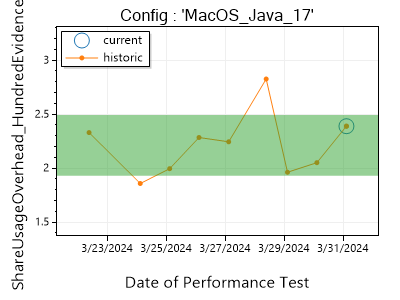 Config : 'MacOS_Java_17'
current
historic
ShareUsageOverhead_HundredEvidence
3
2.5
2
1.5
3/23/2024
3/25/2024
3/27/2024
3/29/2024
3/31/2024
Date of Performance Test